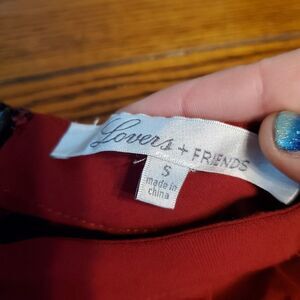 Lovers + FRIENDS
S
made in
china